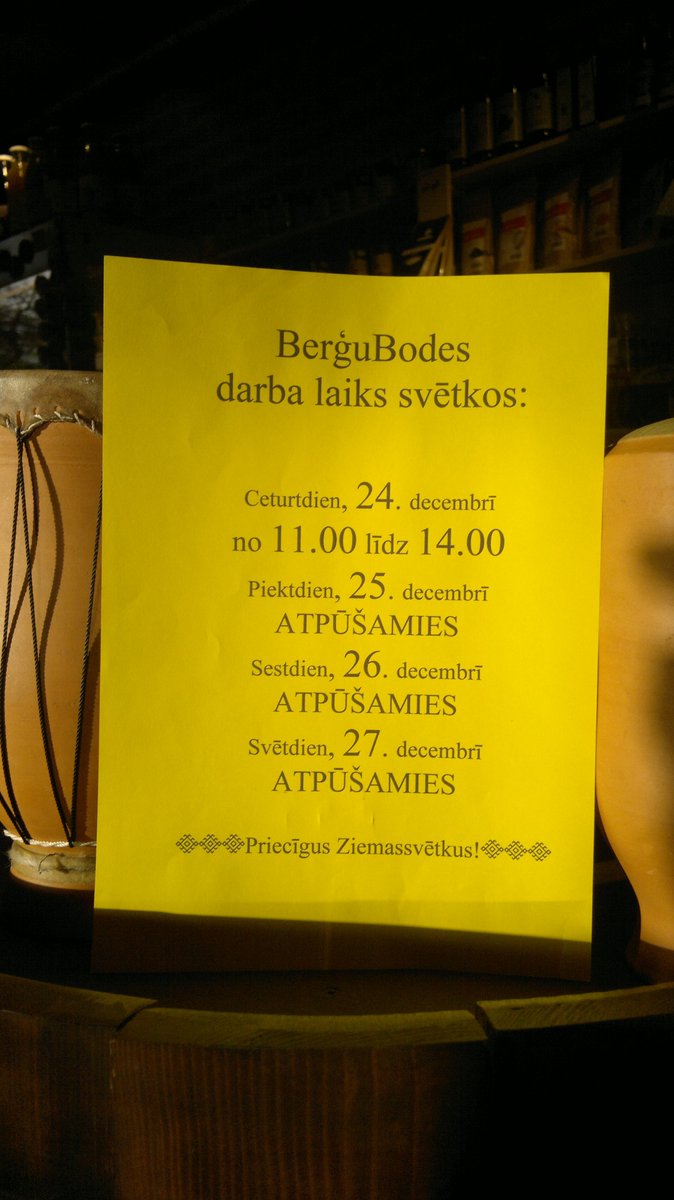 BerģuBodes
darba laiks svētkos:
Ceturtdien, 24. decembrī
no 11.00 līdz 14.00
Piektdien, 25. decembrī
ATPŪŠAMIES
Sestdien, 26. decembrī
ATPŪŠAMIES
Svētdien, 27. decembrī
ATPŪŠAMIES
Priecīgus Ziemassvētkus!